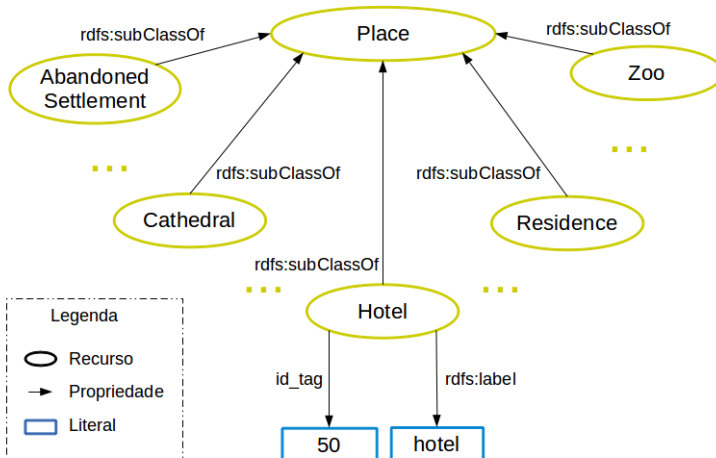 rdfs:subClassOf
Place
rdfs:subClassOf
Abandoned
Settlement
Zoo
...
...
rdfs:subClassOf
rdfs:subClassOf
Cathedral
Residence
rdfs:subClassOf
...
...
Hotel
Legenda
Recurso
Propriedade
Literal
id_tag
rdfs:label
50
hotel